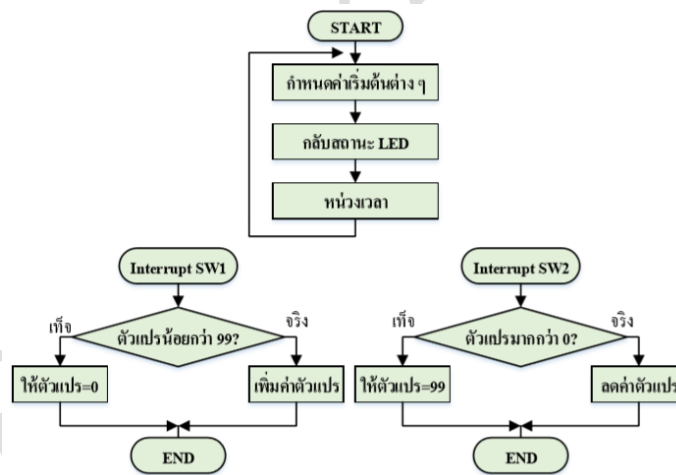 START
กำหนดค่าเริ่มต้นต่าง ๆ
กลับสถานะ LED
หน่วงเวลา
Interrupt SW1
เท็จ
จริง
ตัวแปรน้อยกว่า 99?
ให้ตัวแปร=0
เพิ่มค่าตัวแปร
END
Interrupt SW2
เท็จ
จริง
ตัวแปรมากกว่า 0?
ให้ตัวแปร=99
ลดค่าตัวแปร
END